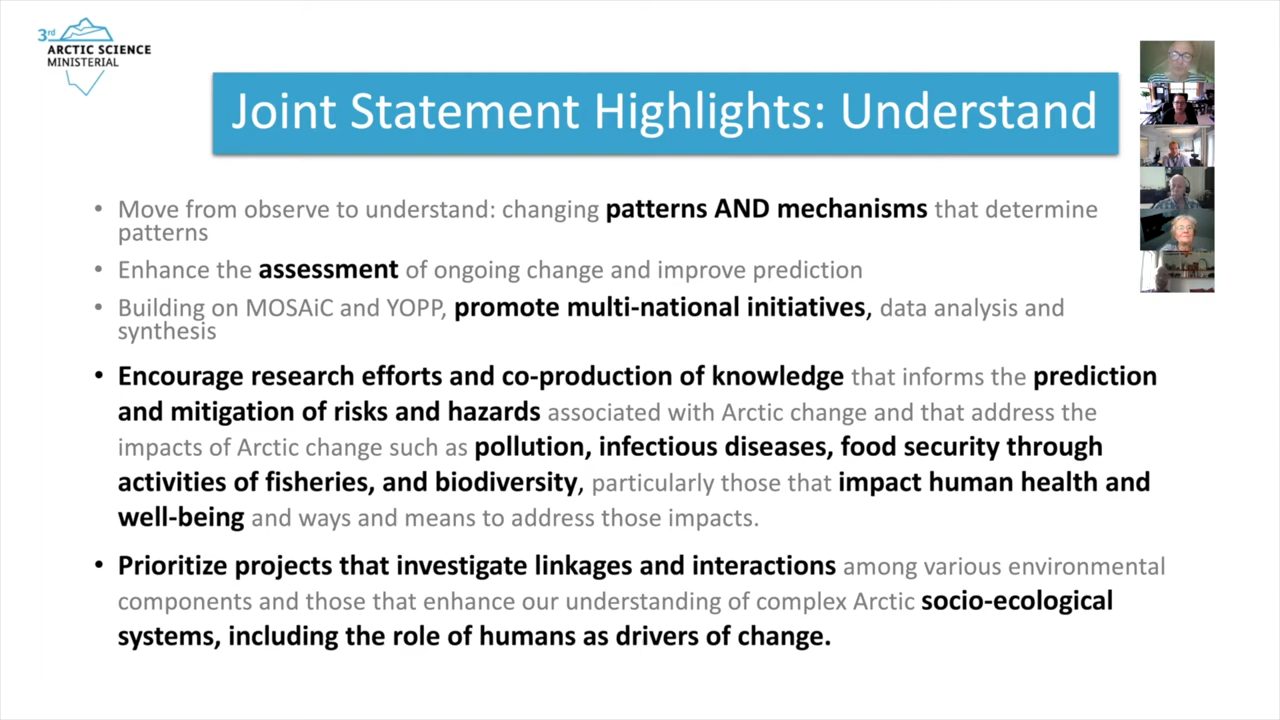 3rd
ARCTIC SCIENCE
MINISTERIAL
Joint Statement Highlights: Understand
• Move from observe to understand: changing patterns AND mechanisms that determine
patterns
• Enhance the assessment of ongoing change and improve prediction
• Building on MOSAiC and YOPP, promote multi-national initiatives, data analysis and
synthesis
• Encourage research efforts and co-production of knowledge that informs the prediction
and mitigation of risks and hazards associated with Arctic change and that address the
impacts of Arctic change such as pollution, infectious diseases, food security through
activities of fisheries, and biodiversity, particularly those that impact human health and
well-being and ways and means to address those impacts.
• Prioritize projects that investigate linkages and interactions among various environmental
components and those that enhance our understanding of complex Arctic socio-ecological
systems, including the role of humans as drivers of change.